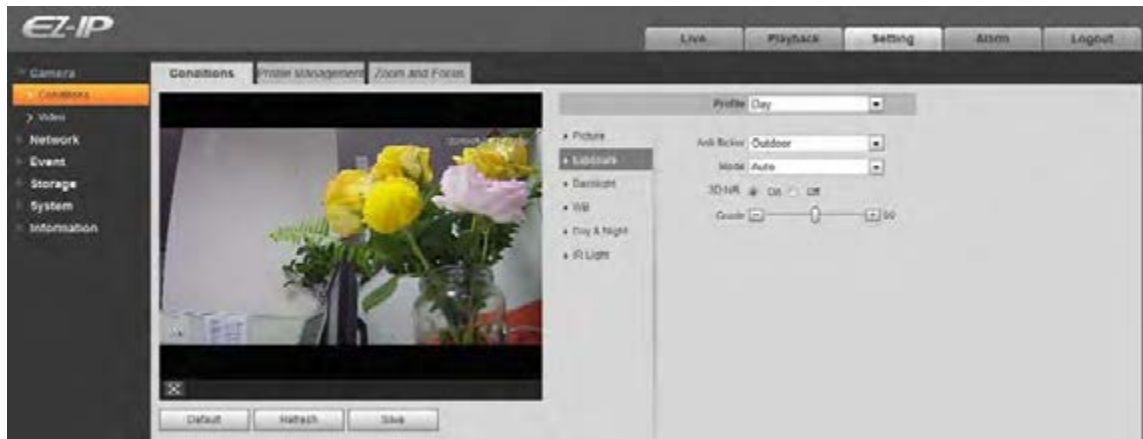 EZ-IP
Live
Playback
Setting
Alarm
Logout
Camera
Conditions
Video
Network
Event
Storage
System
Information
Conditions
Profile Management
Zoom and Focus
Profile Day
Picture
Exposure
Backlight
WB
Day & Night
IR Light
Anti flicker Outdoor
Mode Auto
3D NR On Off
Grade
Default
Refresh
Save